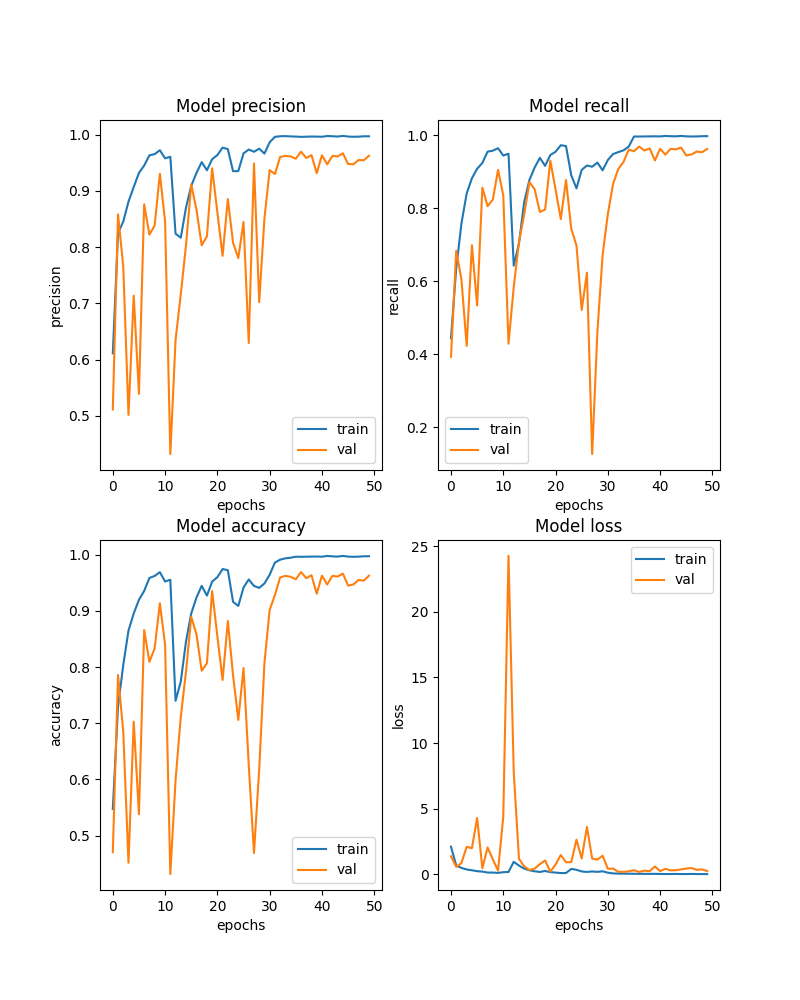 Model precision
precision
1.0
0.9
0.8
0.7
0.6
0.5
train
val
0 10 20 30 40 50
epochs
Model recall
recall
1.0
0.8
0.6
0.4
0.2
train
val
0 10 20 30 40 50
epochs
Model accuracy
accuracy
1.0
0.9
0.8
0.7
0.6
0.5
train
val
0 10 20 30 40 50
epochs
Model loss
loss
25
20
15
10
5
0
train
val
0 10 20 30 40 50
epochs